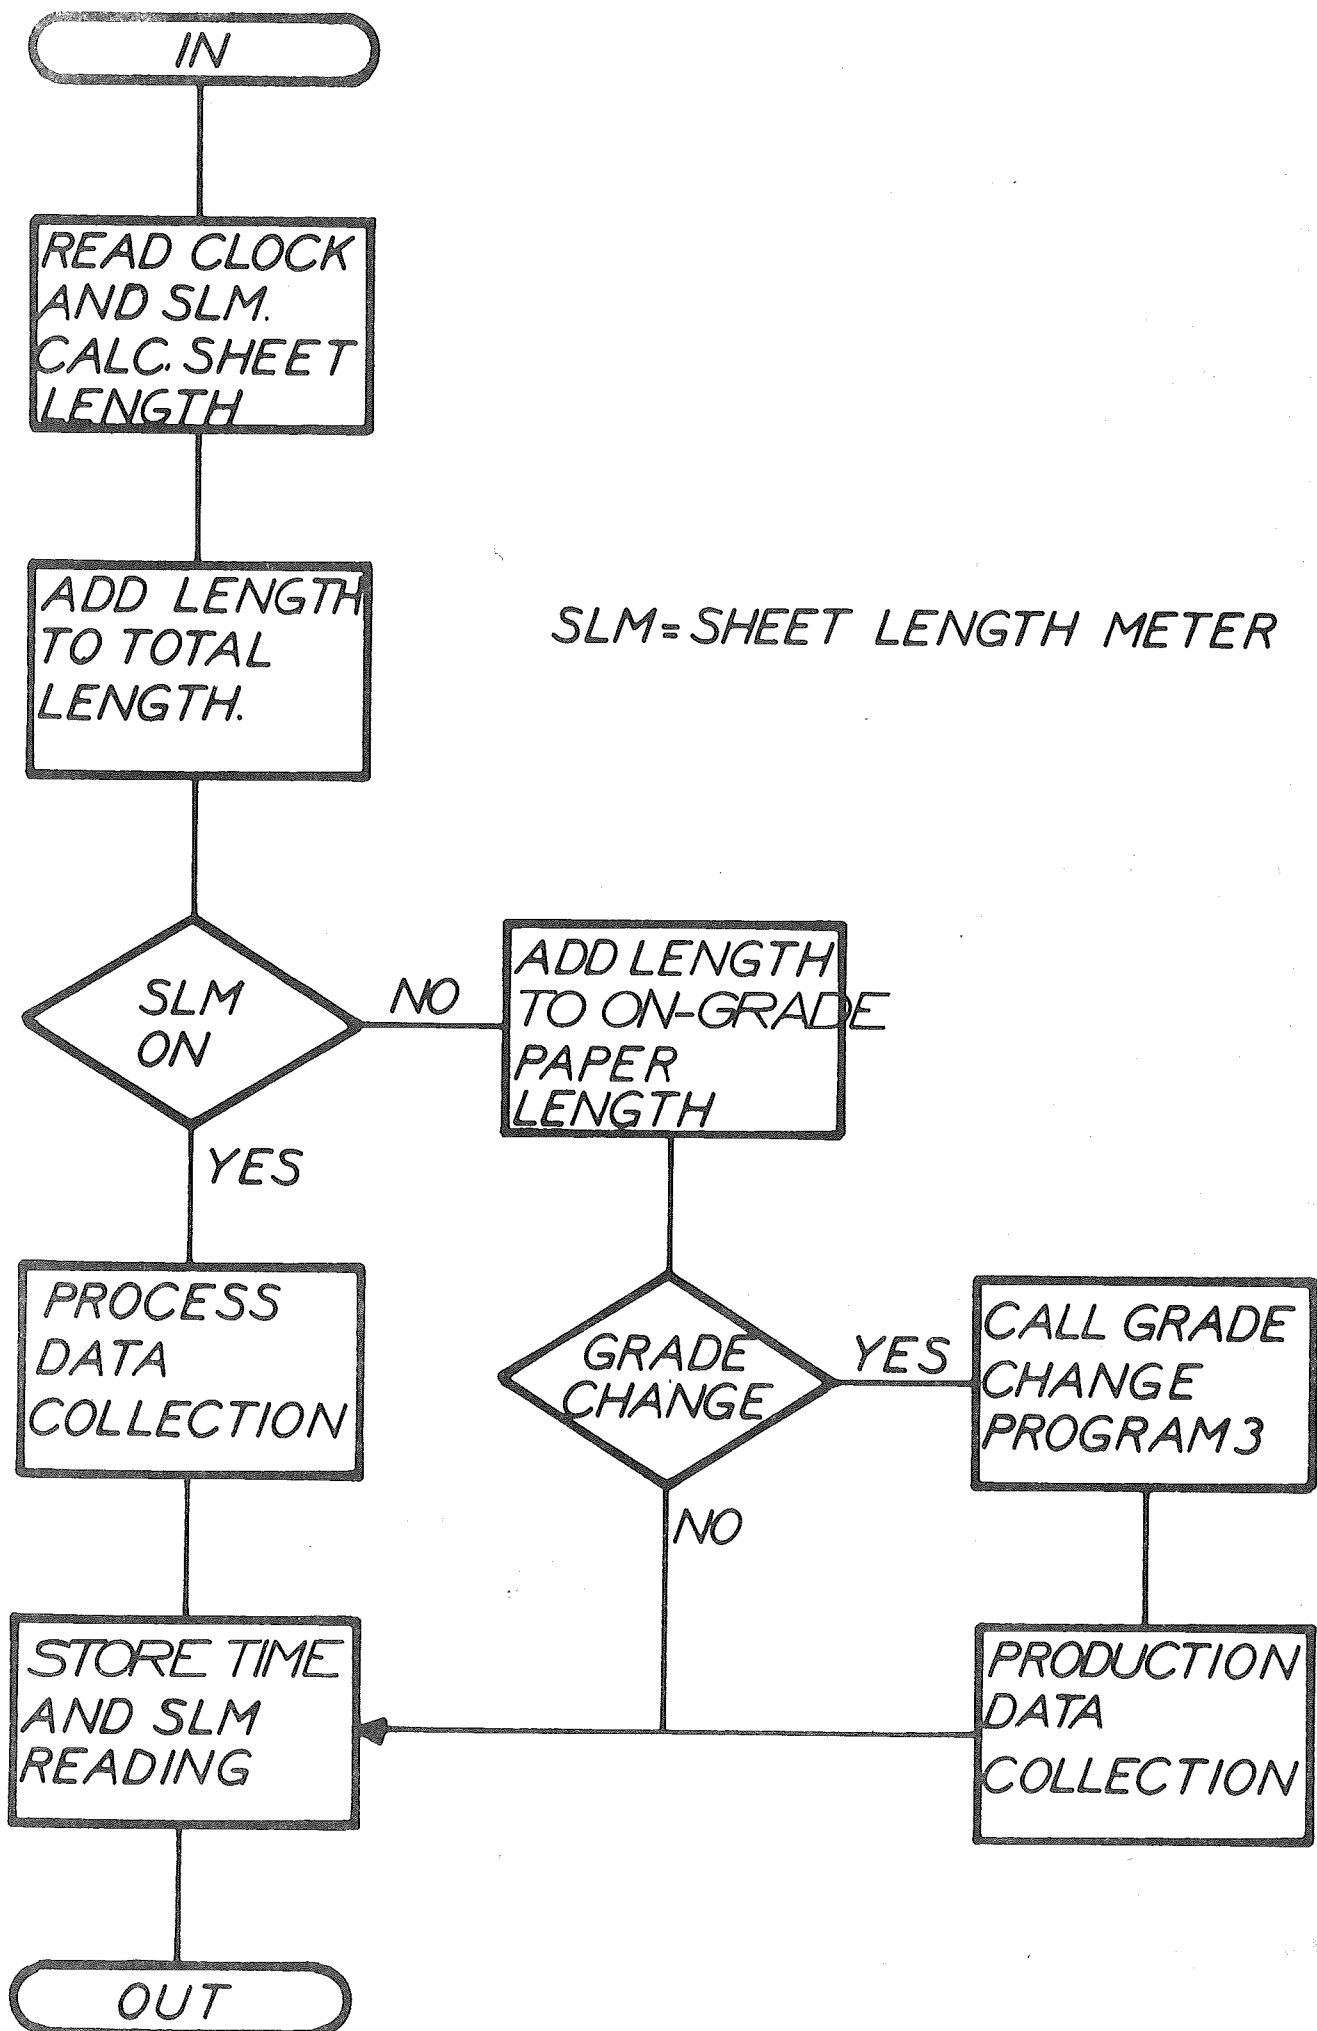 IN
READ CLOCK
AND SLM.
CALC. SHEET
LENGTH
ADD LENGTH
TO TOTAL
LENGTH.
SLM=SHEET LENGTH METER
SLM
ON
NO
YES
ADD LENGTH
TO ON-GRADE
PAPER
LENGTH
PROCESS
DATA
COLLECTION
GRADE
CHANGE
YES
NO
CALL GRADE
CHANGE
PROGRAM 3
STORE TIME
AND SLM
READING
PRODUCTION
DATA
COLLECTION
OUT